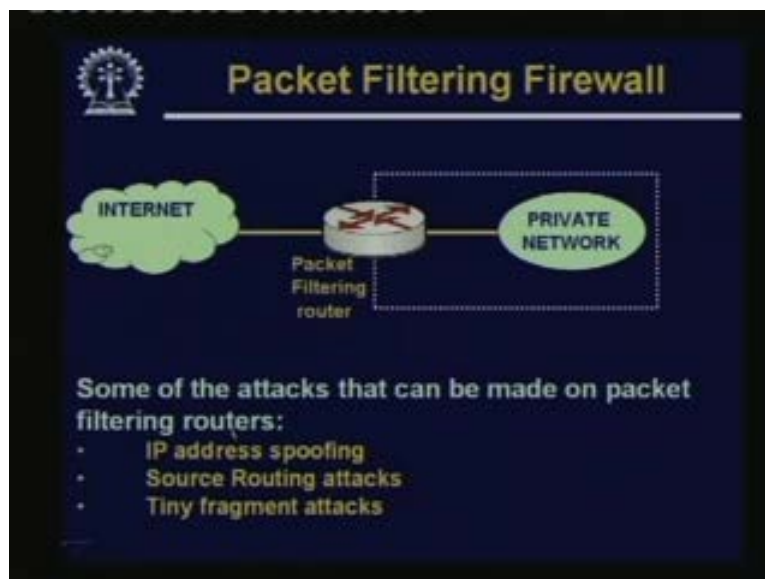 Packet Filtering Firewall
INTERNET
PRIVATE
NETWORK
Packet
Filtering
router
Some of the attacks that can be made on packet
filtering routers:
· IP address spoofing
· Source Routing attacks
· Tiny fragment attacks